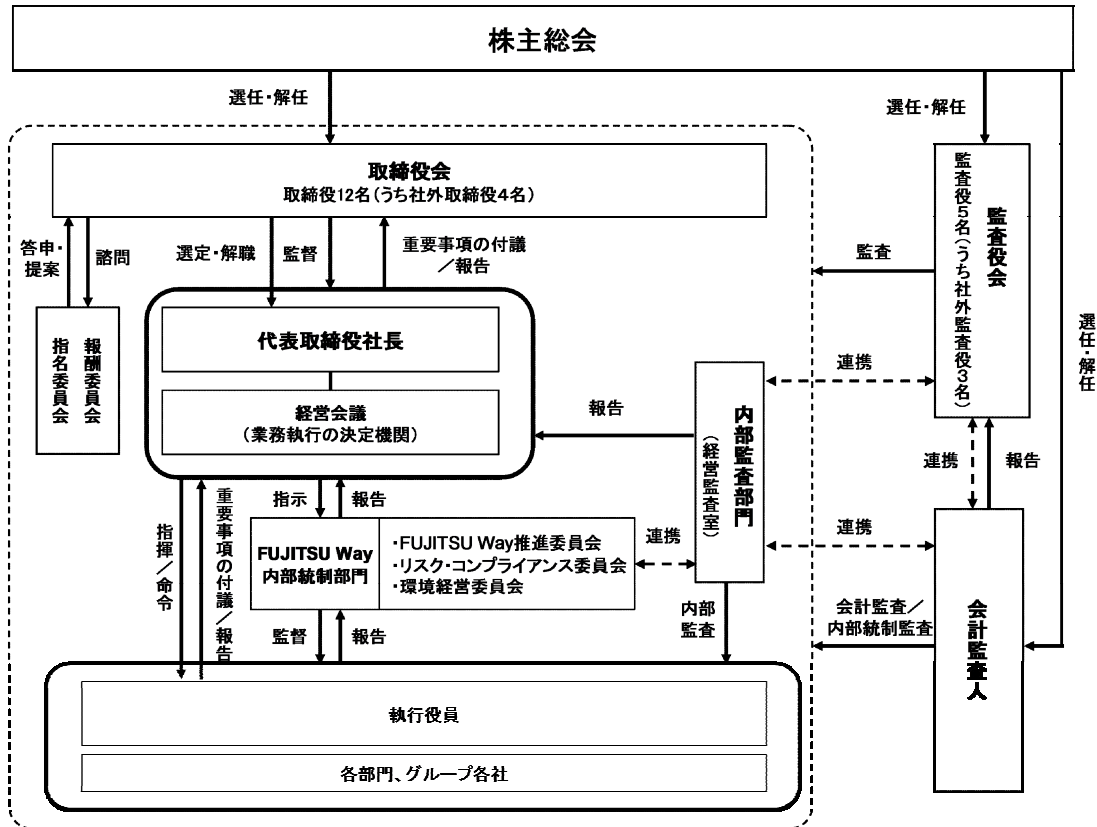 株主総会
選任・解任
選任・解任
選任・解任
取締役会
取締役12名(うち社外取締役4名)
監査役会
監査役5名(うち社外監査役3名)
答申・
提案
諮問
選定・解職
監督
重要事項の付議
／報告
監査
報酬委員会
指名委員会
代表取締役社長
経営会議
(業務執行の決定機関)
報告
内部監査部門
(経営監査室)
連携
連携
報告
指揮／命令
重要事項の付議／報告
指示
報告
FUJITSU Way
内部統制部門
・FUJITSU Way推進委員会
・リスク・コンプライアンス委員会
・環境経営委員会
連携
連携
会計監査人
監督
報告
内部
監査
会計監査／
内部統制監査
執行役員
各部門、グループ各社